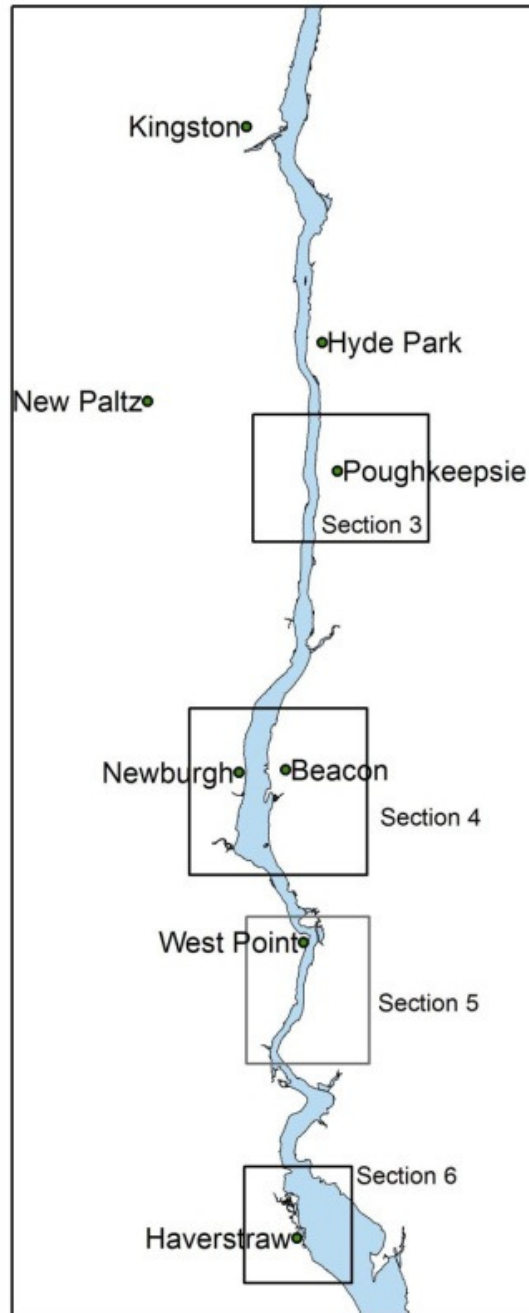 Kingston
Hyde Park
New Paltz
Poughkeepsie
Section 3
Newburgh
Beacon
Section 4
West Point
Section 5
Section 6
Haverstraw